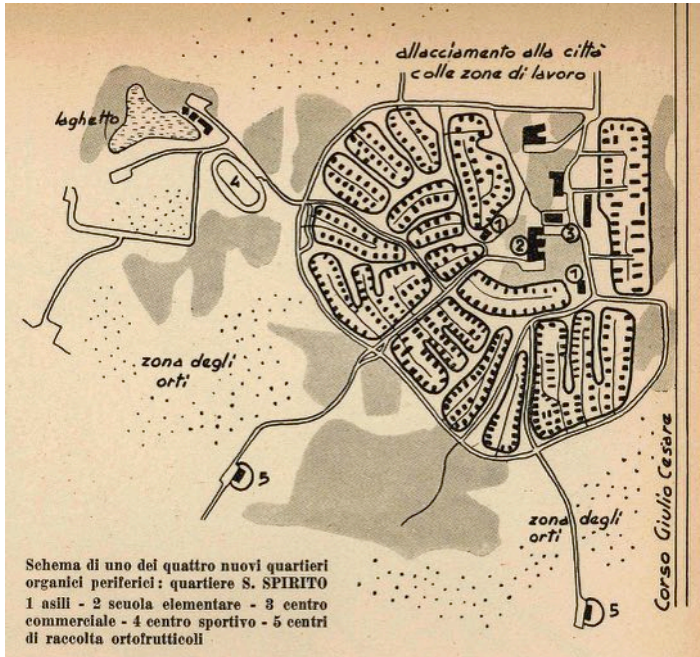 allacciamento alla città
colle zone di lavoro
laghetto
4
1
2
3
1
zona degli
orti
5
zona degli
orti
5
Corso Giulio Cesare
Schema di uno dei quattro nuovi quartieri
organici periferici : quartiere S. SPIRITO
1 asili - 2 scuola elementare - 3 centro
commerciale - 4 centro sportivo - 5 centri
di raccolta ortofrutticoli